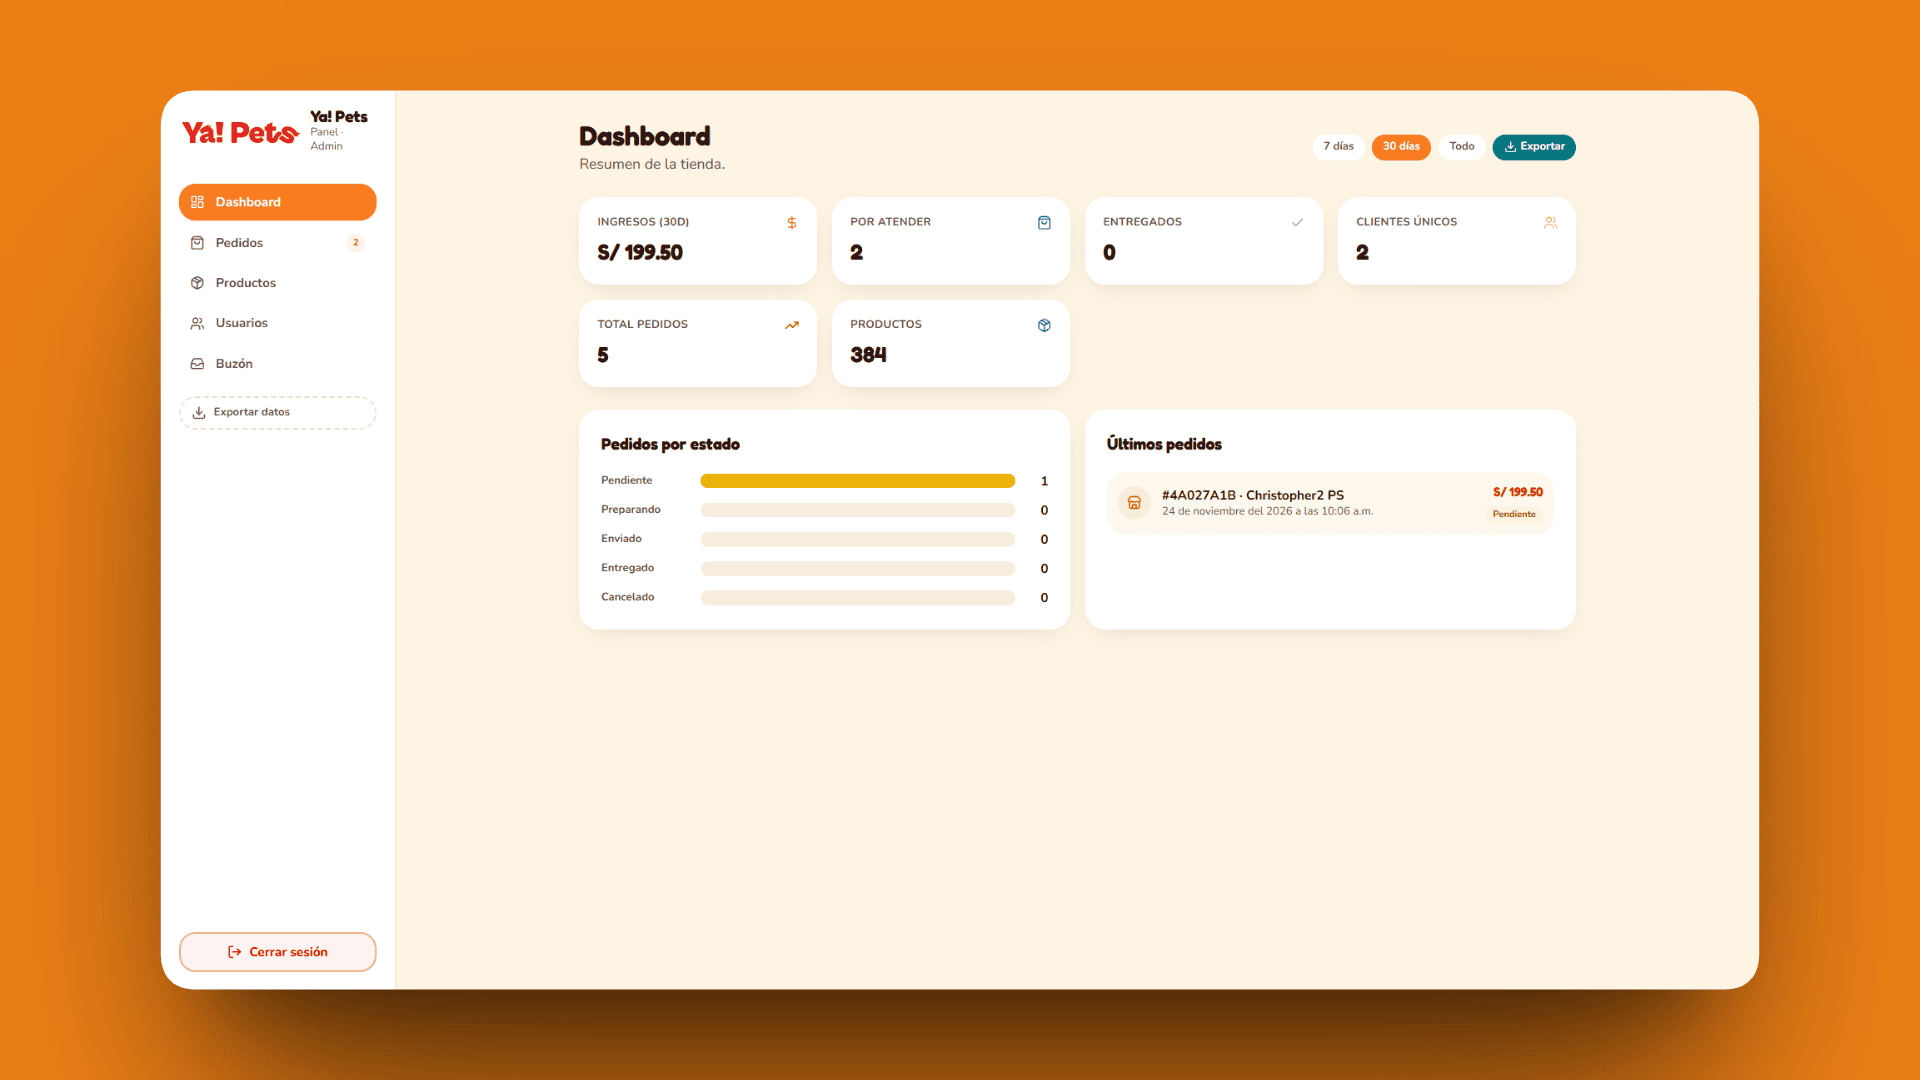 Ya! Pets
Ya! Pets
Panel ·
Admin
Dashboard
Pedidos 2
Productos
Usuarios
Buzón
Exportar datos
Cerrar sesión
Dashboard
Resumen de la tienda.
7 días 30 días Todo Exportar
INGRESOS (30D) $
S/ 199.50
POR ATENDER
2
ENTREGADOS
0
CLIENTES ÚNICOS
2
TOTAL PEDIDOS
5
PRODUCTOS
384
Pedidos por estado
Pendiente 1
Preparando 0
Enviado 0
Entregado 0
Cancelado 0
Últimos pedidos
#4A027A1B · Christopher2 PS
24 de noviembre del 2026 a las 10:06 a.m.
S/ 199.50
Pendiente